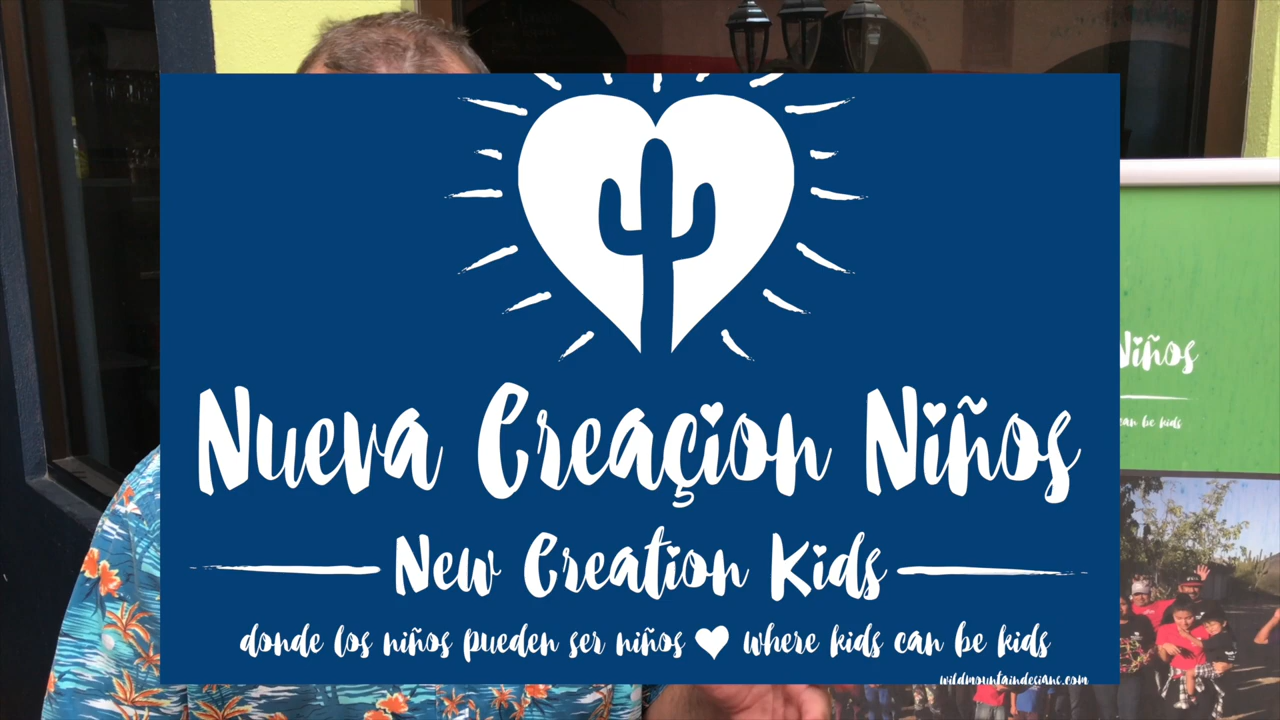 Nueva Creaçion Niños
New Creation Kids
donde los niños pueden ser niños ♥ where kids can be kids
wildmountaindesigns.com
Niños
can be kids